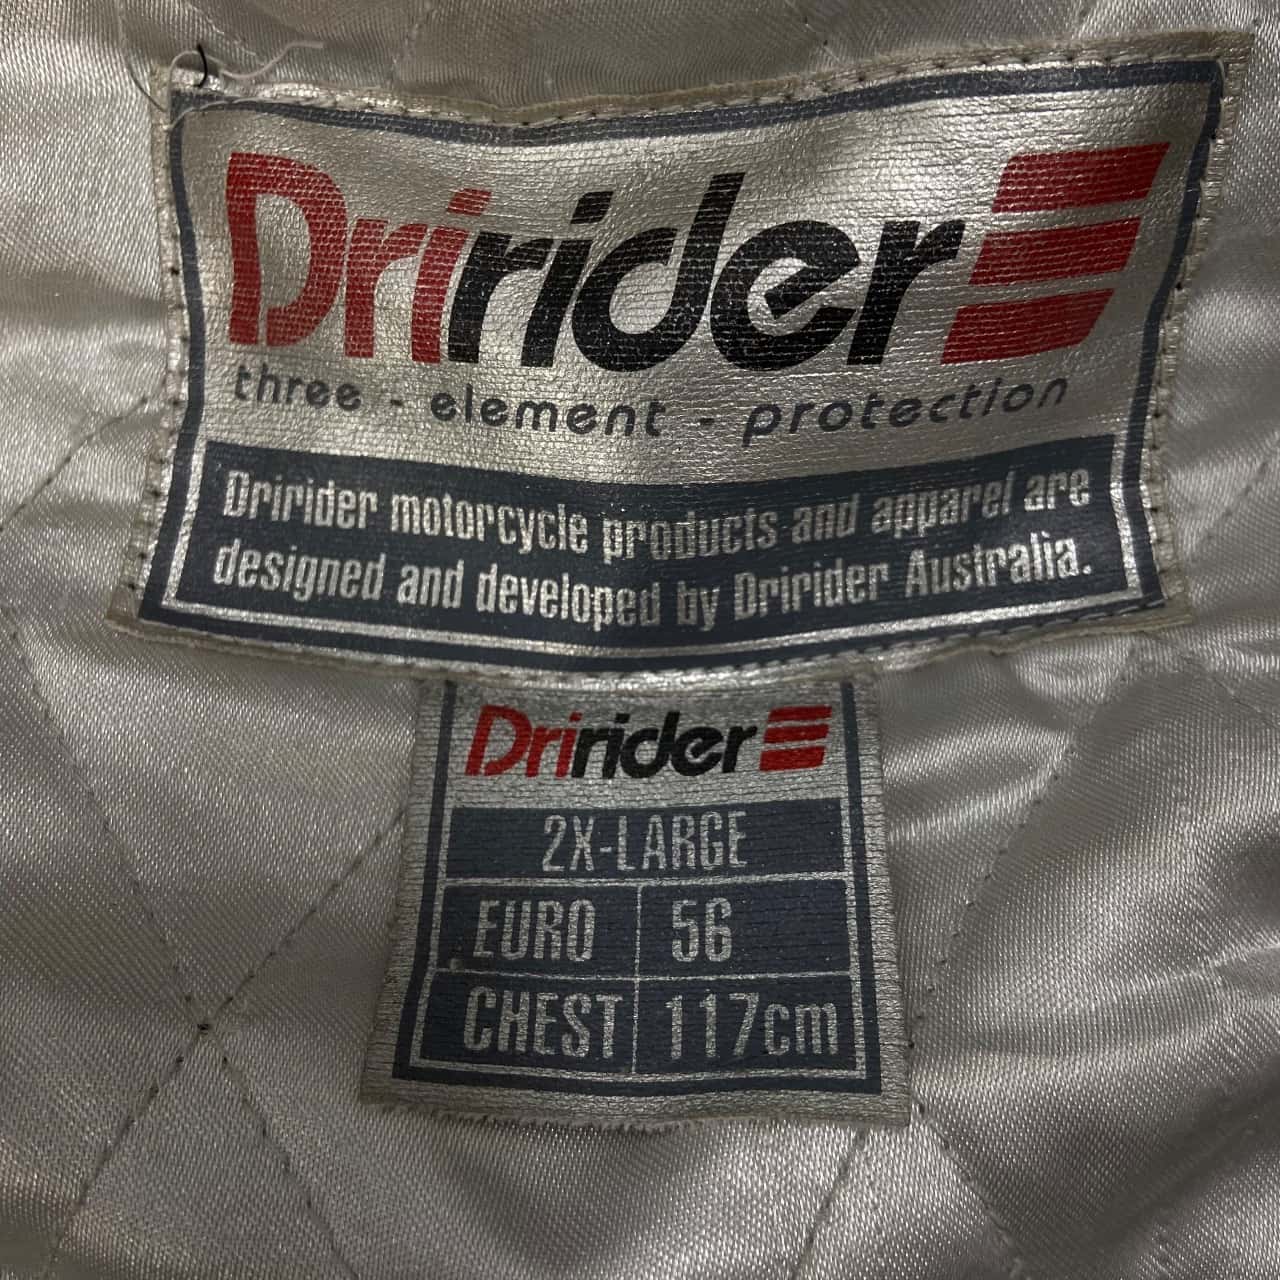 Dririder
three - element - protection
Dririder motorcycle products and apparel are
designed and developed by Dririder Australia.
Dririder
2X-LARGE
EURO 56
CHEST 117cm